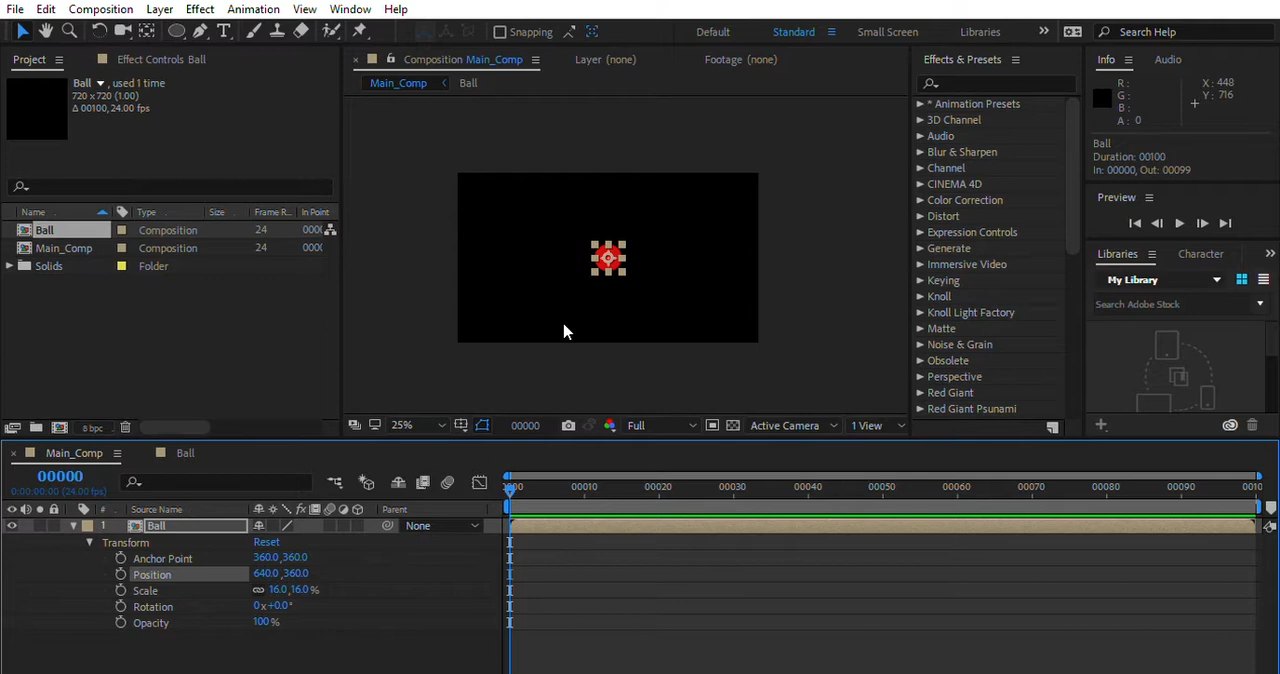 File Edit Composition Layer Effect Animation View Window Help
Snapping Default Standard Small Screen Libraries Search Help
Project Effect Controls Ball
Ball , used 1 time
720 x 720 (1.00)
Δ 00100, 24.00 fps
Name Type Size Frame R... In Point
Ball Composition 24 0000
Main_Comp Composition 24 0000
Solids Folder
8 bpc
Composition Main_Comp Layer (none) Footage (none)
Main_Comp Ball
25% 00000 Full Active Camera 1 View
Effects & Presets
* Animation Presets
3D Channel
Audio
Blur & Sharpen
Channel
CINEMA 4D
Color Correction
Distort
Expression Controls
Generate
Immersive Video
Keying
Knoll
Knoll Light Factory
Matte
Noise & Grain
Obsolete
Perspective
Red Giant
Red Giant Psunami
Info Audio
R :
G :
B :
A : 0
X : 448
Y : 716
Ball
Duration: 00100
In: 00000, Out: 00099
Preview
Libraries Character
My Library
Search Adobe Stock
Main_Comp Ball
00000
0:00:00:00 (24.00 fps)
0000 00010 00020 00030 00040 00050 00060 00070 00080 00090 0010
# Source Name fx Parent
1 Ball None
Transform Reset
Anchor Point 360.0,360.0
Position 640.0,360.0
Scale 16.0,16.0 %
Rotation 0 x +0.0 °
Opacity 100 %